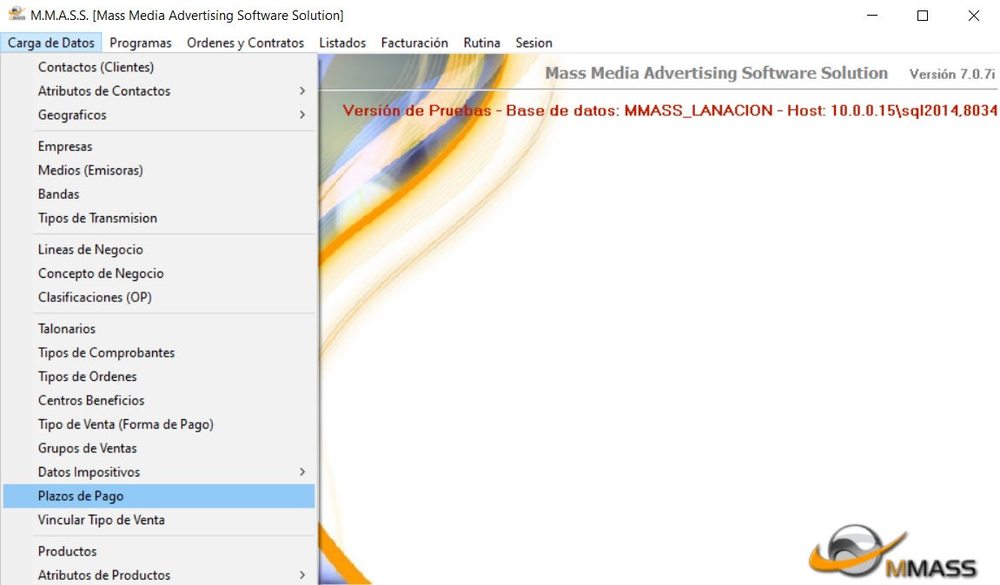 M.M.A.S.S. [Mass Media Advertising Software Solution]
Carga de Datos Programas Ordenes y Contratos Listados Facturación Rutina Sesion
Mass Media Advertising Software Solution Versión 7.0.7i
Versión de Pruebas - Base de datos: MMASS_LANACION - Host: 10.0.0.15\sql2014,8034
Contactos (Clientes)
Atributos de Contactos
Geograficos
Empresas
Medios (Emisoras)
Bandas
Tipos de Transmision
Lineas de Negocio
Concepto de Negocio
Clasificaciones (OP)
Talonarios
Tipos de Comprobantes
Tipos de Ordenes
Centros Beneficios
Tipo de Venta (Forma de Pago)
Grupos de Ventas
Datos Impositivos
Plazos de Pago
Vincular Tipo de Venta
Productos
Atributos de Productos
MMASS